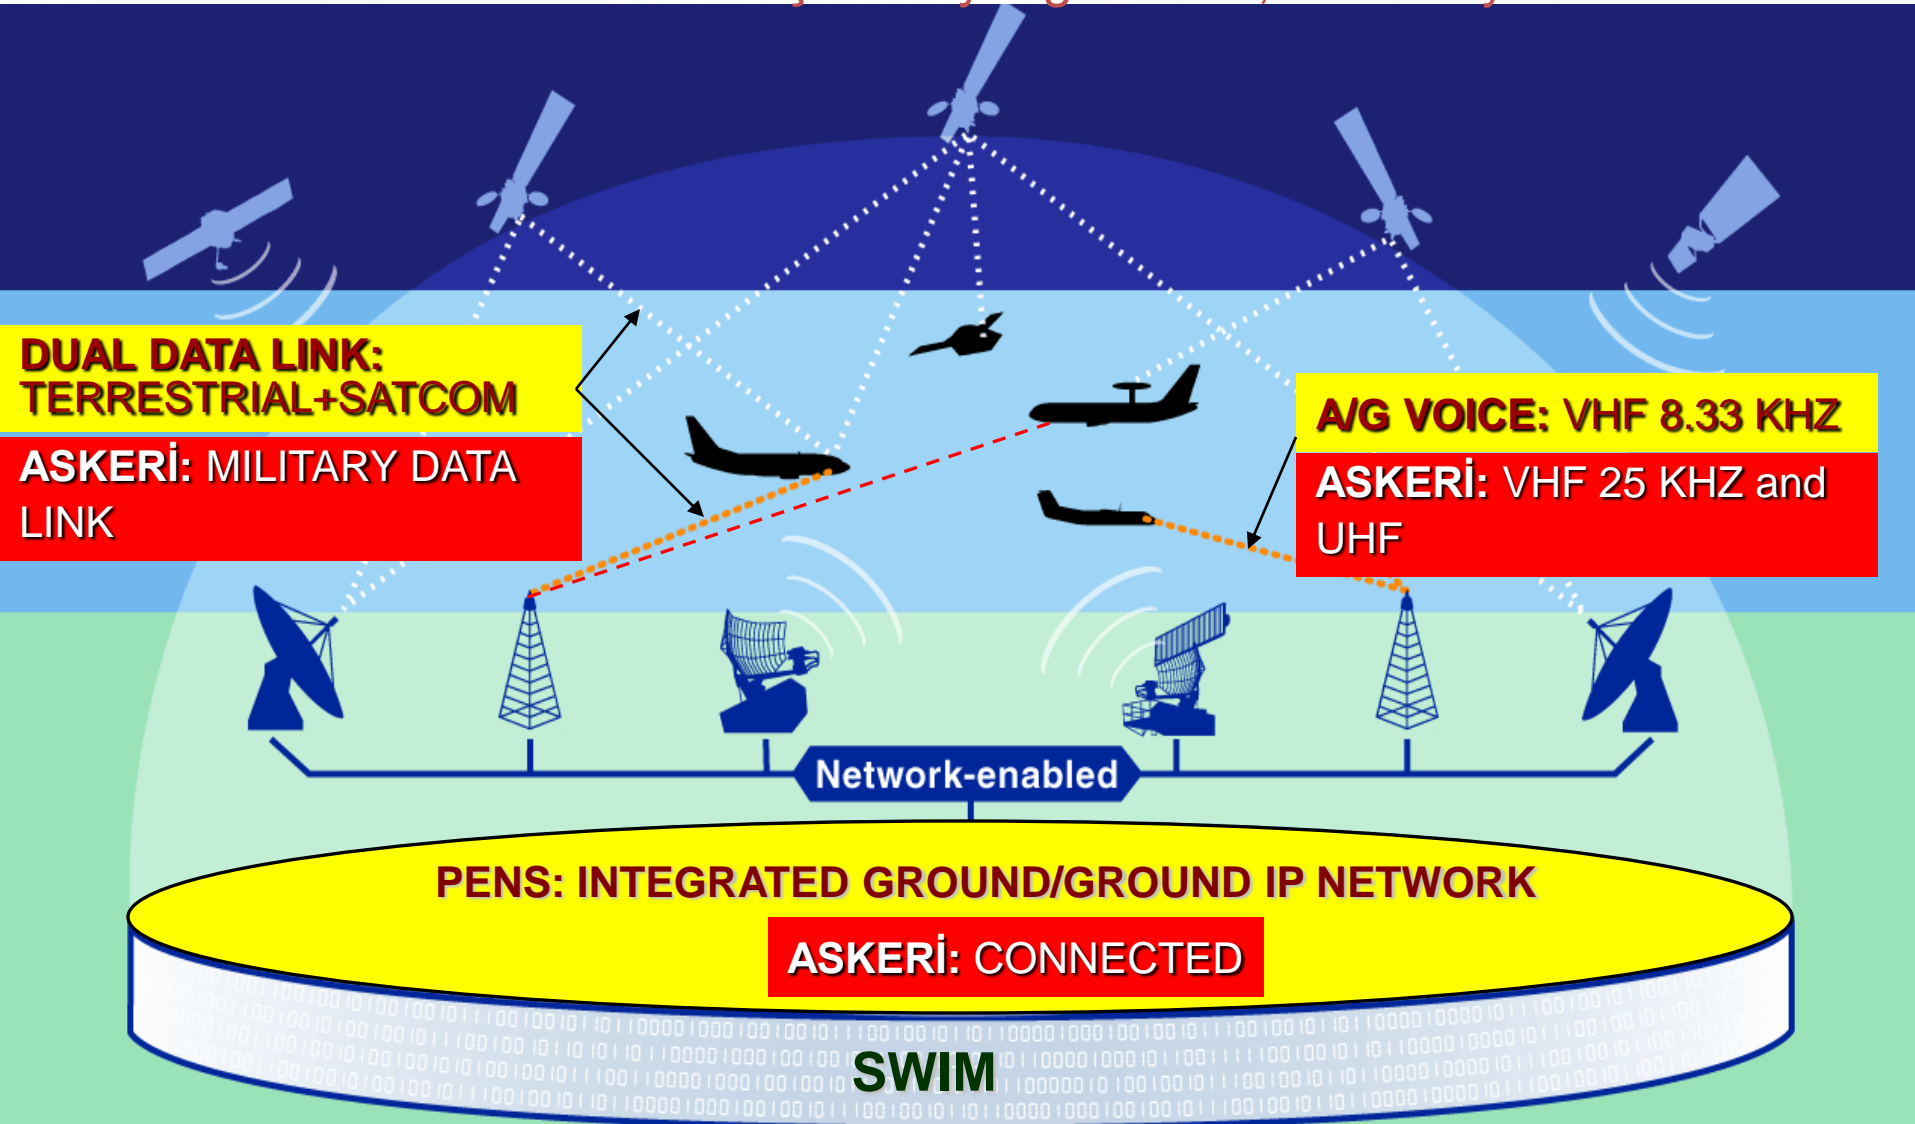 DUAL DATA LINK:
TERRESTRIAL+SATCOM
ASKERİ: MILITARY DATA
LINK
A/G VOICE: VHF 8.33 KHZ
ASKERİ: VHF 25 KHZ and
UHF
Network-enabled
PENS: INTEGRATED GROUND/GROUND IP NETWORK
ASKERİ: CONNECTED
SWIM